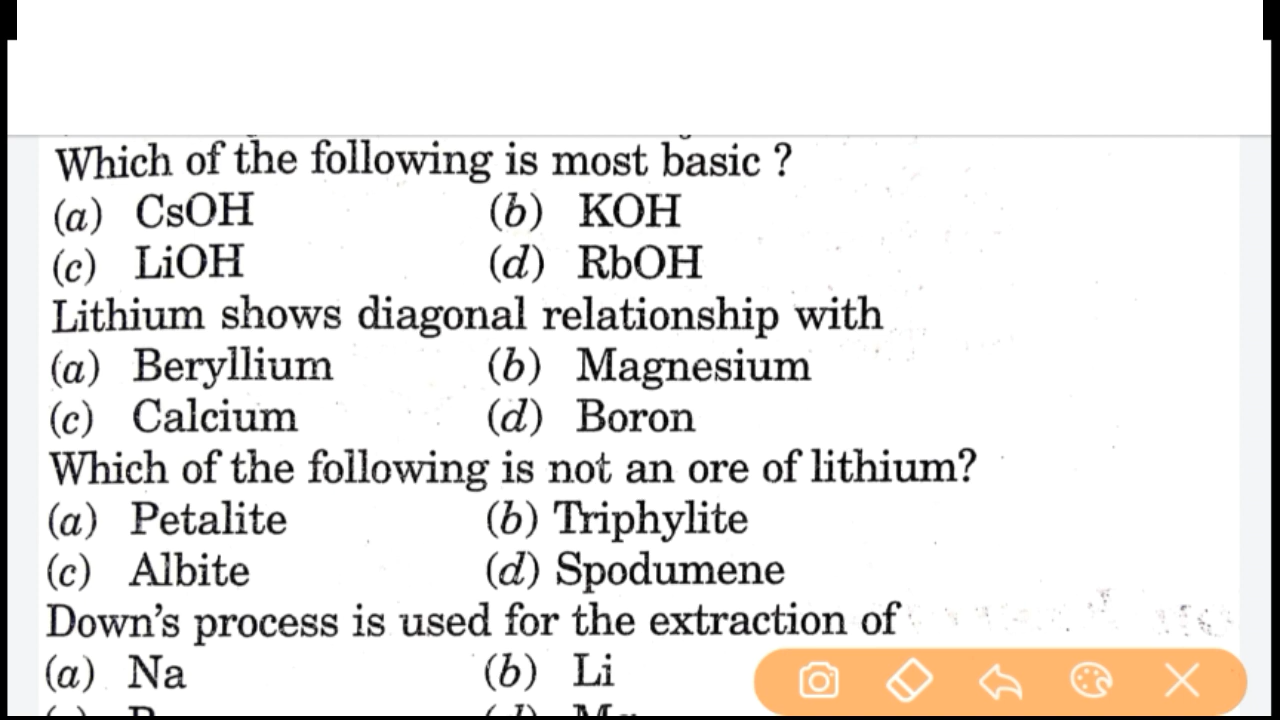 Which of the following is most basic ?
(a) CsOH (b) KOH
(c) LiOH (d) RbOH
Lithium shows diagonal relationship with
(a) Beryllium (b) Magnesium
(c) Calcium (d) Boron
Which of the following is not an ore of lithium?
(a) Petalite (b) Triphylite
(c) Albite (d) Spodumene
Down's process is used for the extraction of
(a) Na (b) Li